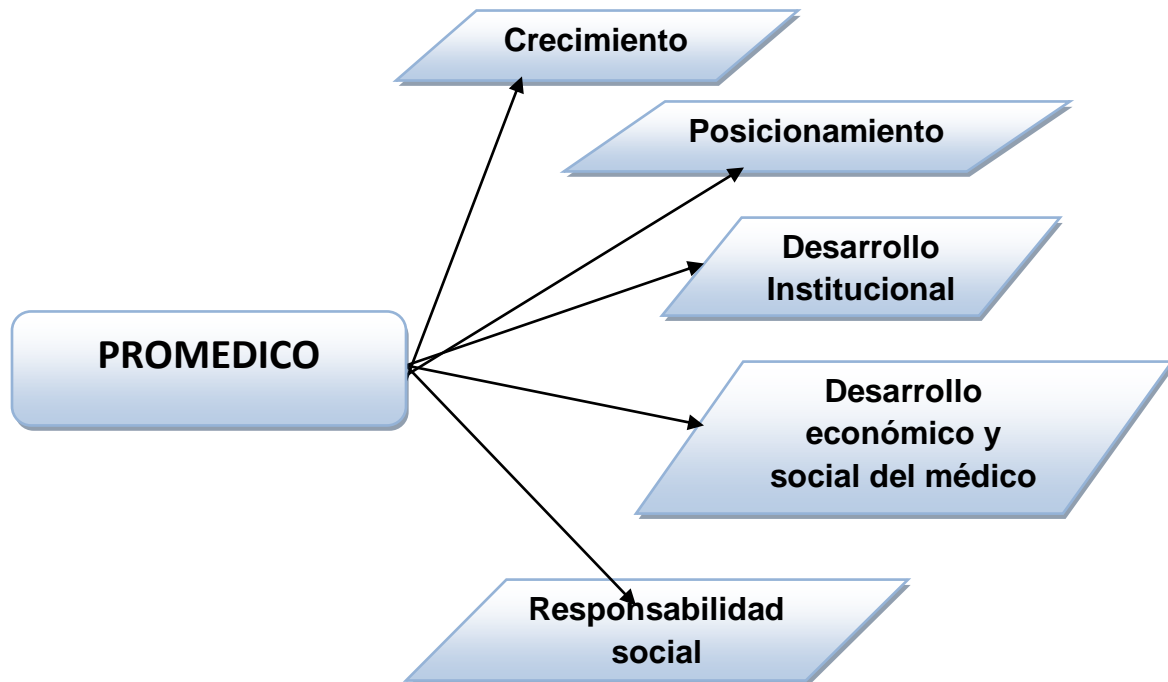 Crecimiento
Posicionamiento
Desarrollo
Institucional
PROMEDICO
Desarrollo
económico y
social del médico
Responsabilidad
social